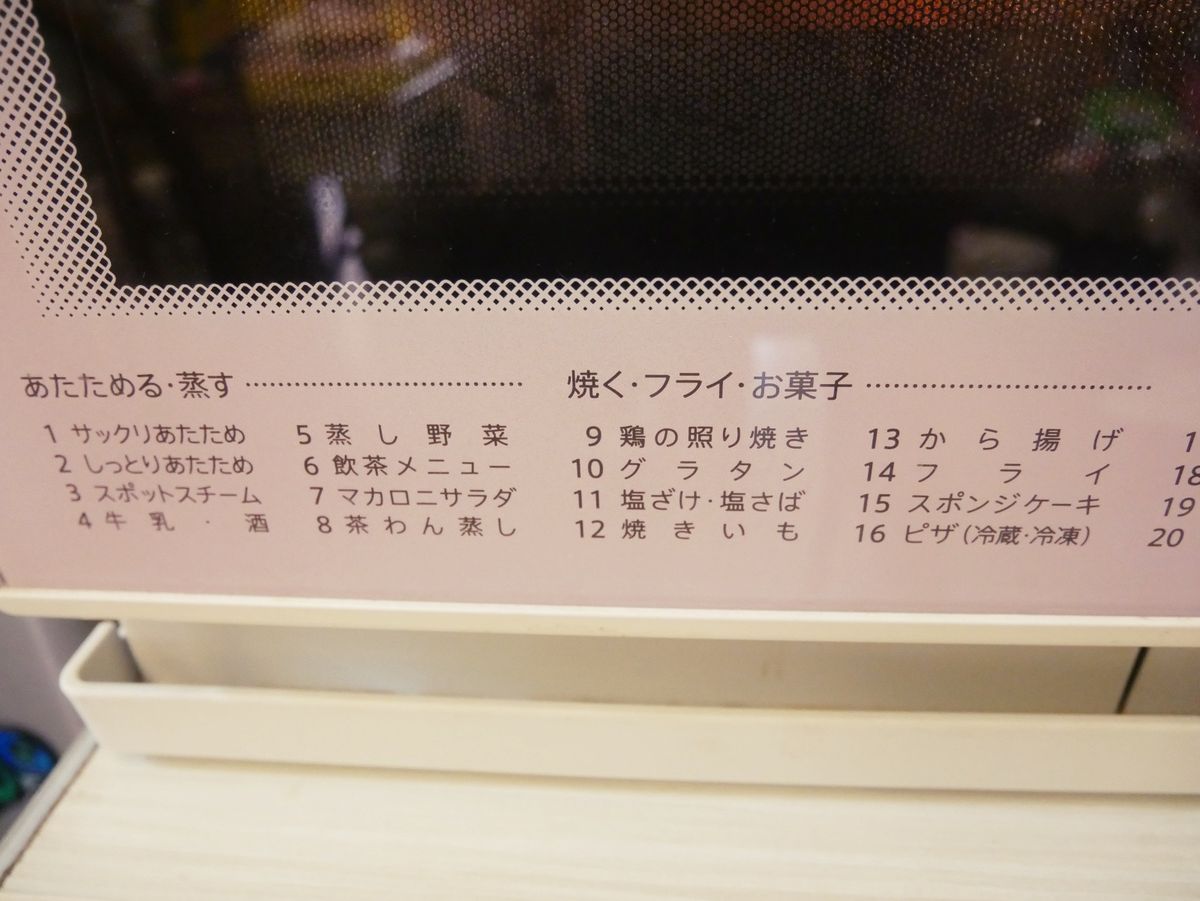 あたためる・蒸す
1 サックリあたため
2 しっとりあたため
3 スポットスチーム
4 牛乳・酒
5 蒸し野菜
6 飲茶メニュー
7 マカロニサラダ
8 茶わん蒸し
焼く・フライ・お菓子
9 鶏の照り焼き
10 グラタン
11 塩ざけ・塩さば
12 焼きいも
13 から揚げ
14 フライ
15 スポンジケーキ
16 ピザ(冷蔵・冷凍)
18
19
20